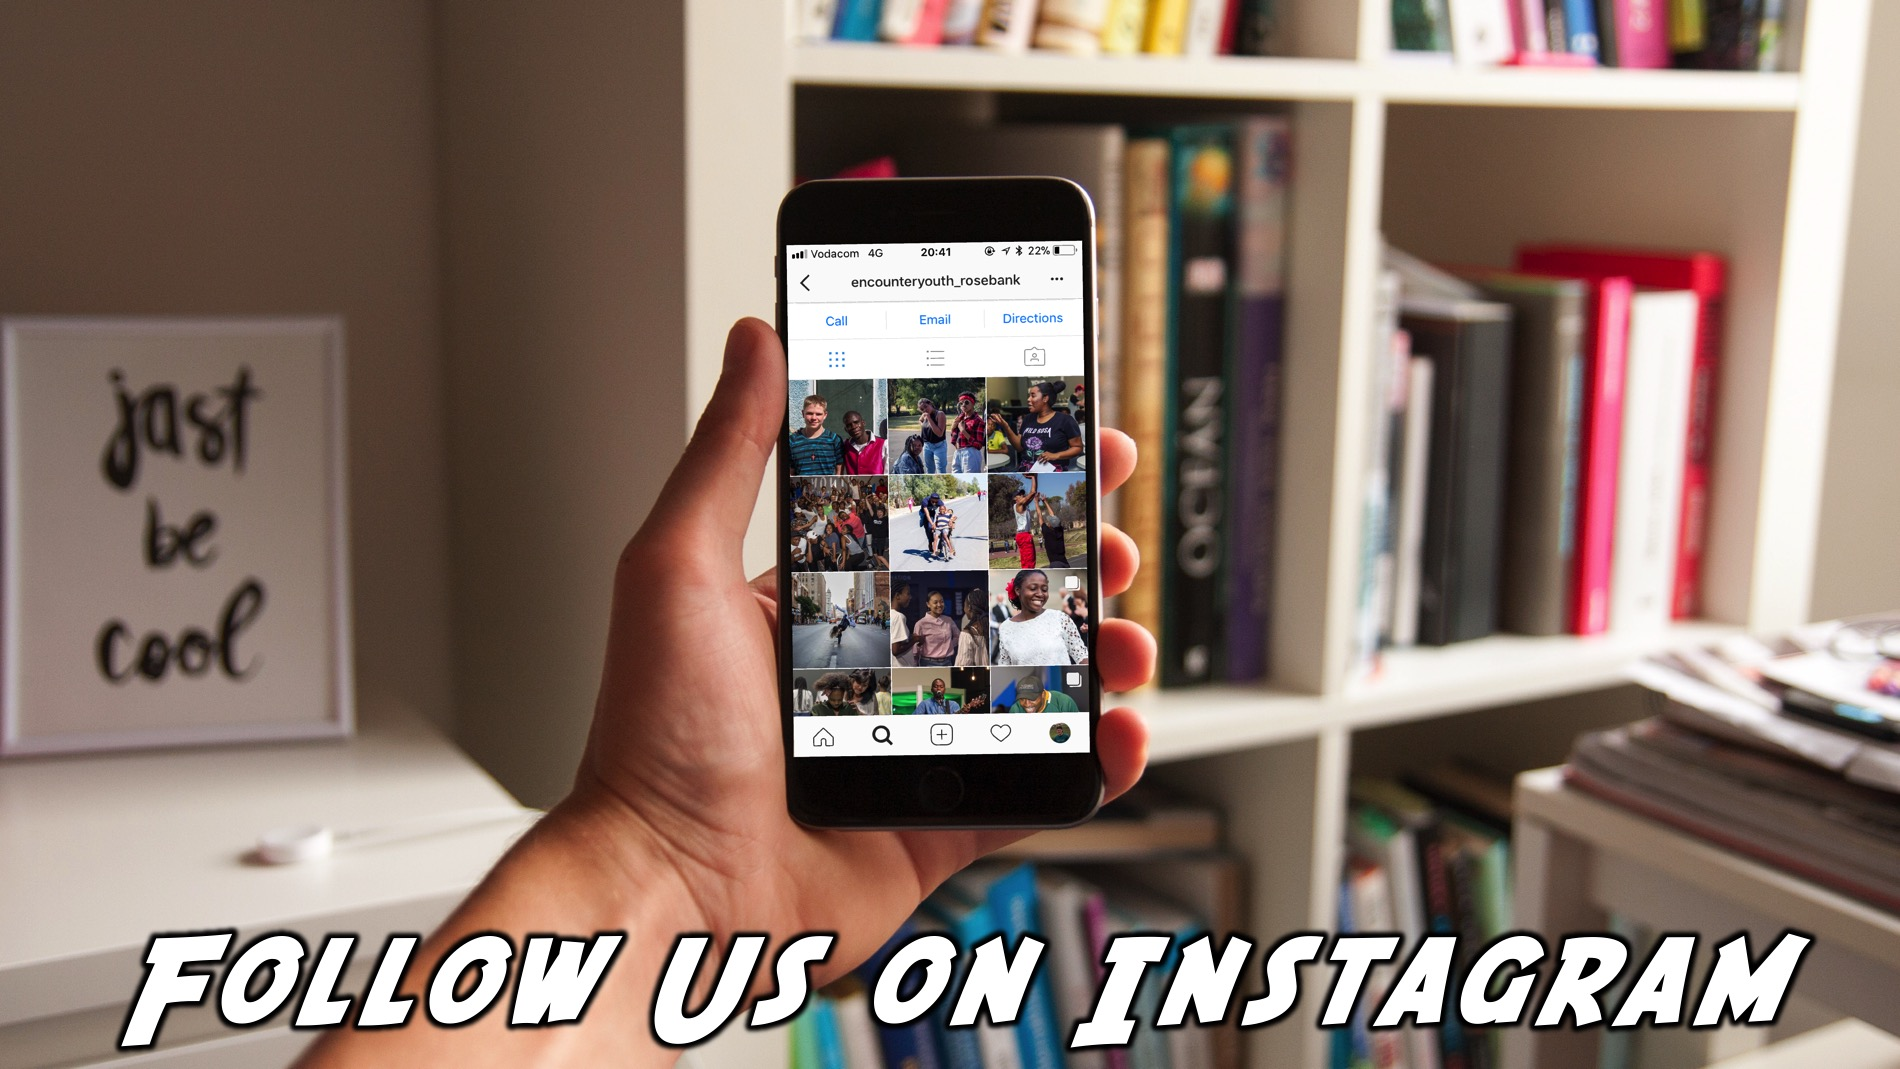 just
be
cool
Vodacom 4G 20:41 22%
encounteryouth_rosebank
Call Email Directions
OCEAN
FOLLOW US ON INSTAGRAM